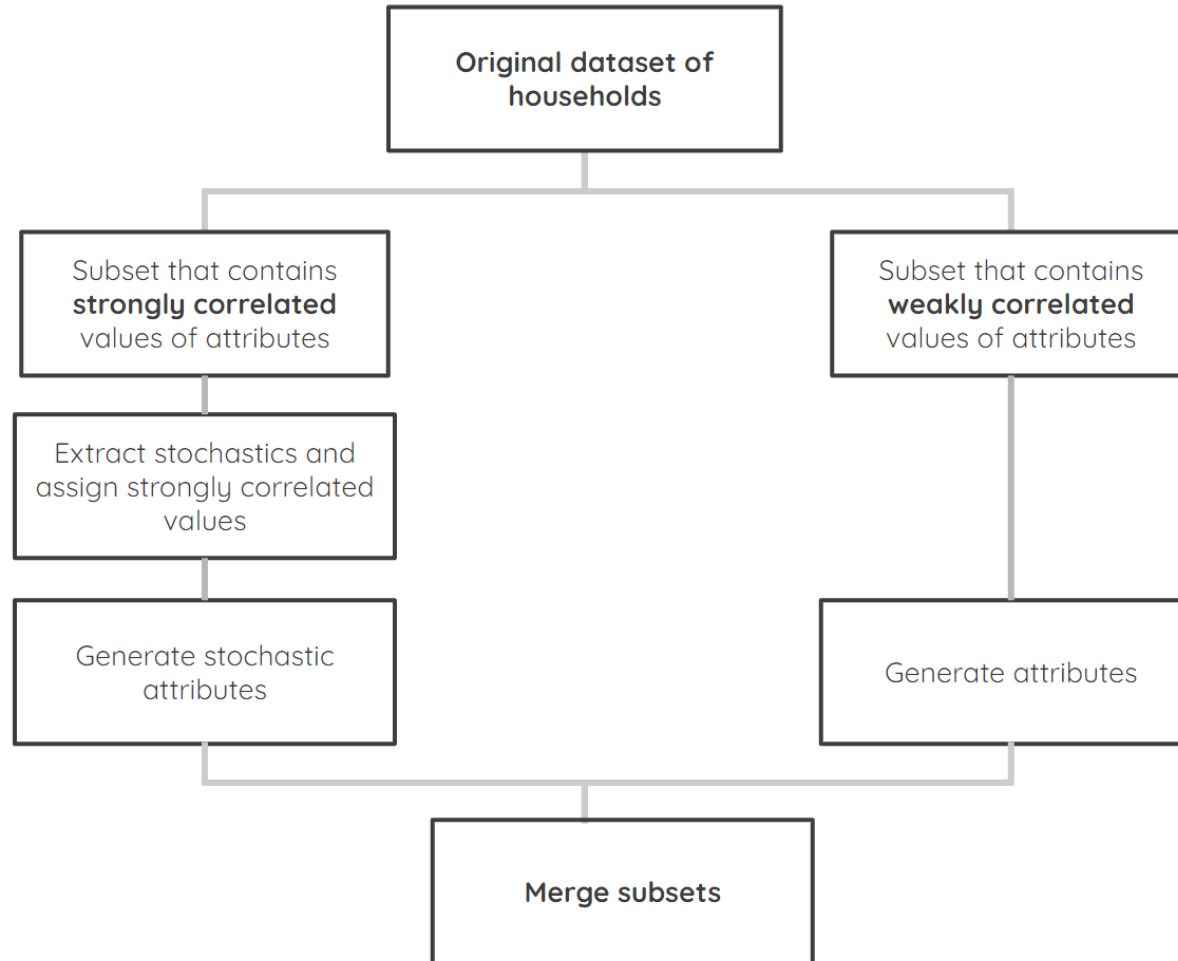 Original dataset of
households
Subset that contains
strongly correlated
values of attributes
Subset that contains
weakly correlated
values of attributes
Extract stochastics and
assign strongly correlated
values
Generate stochastic
attributes
Generate attributes
Merge subsets